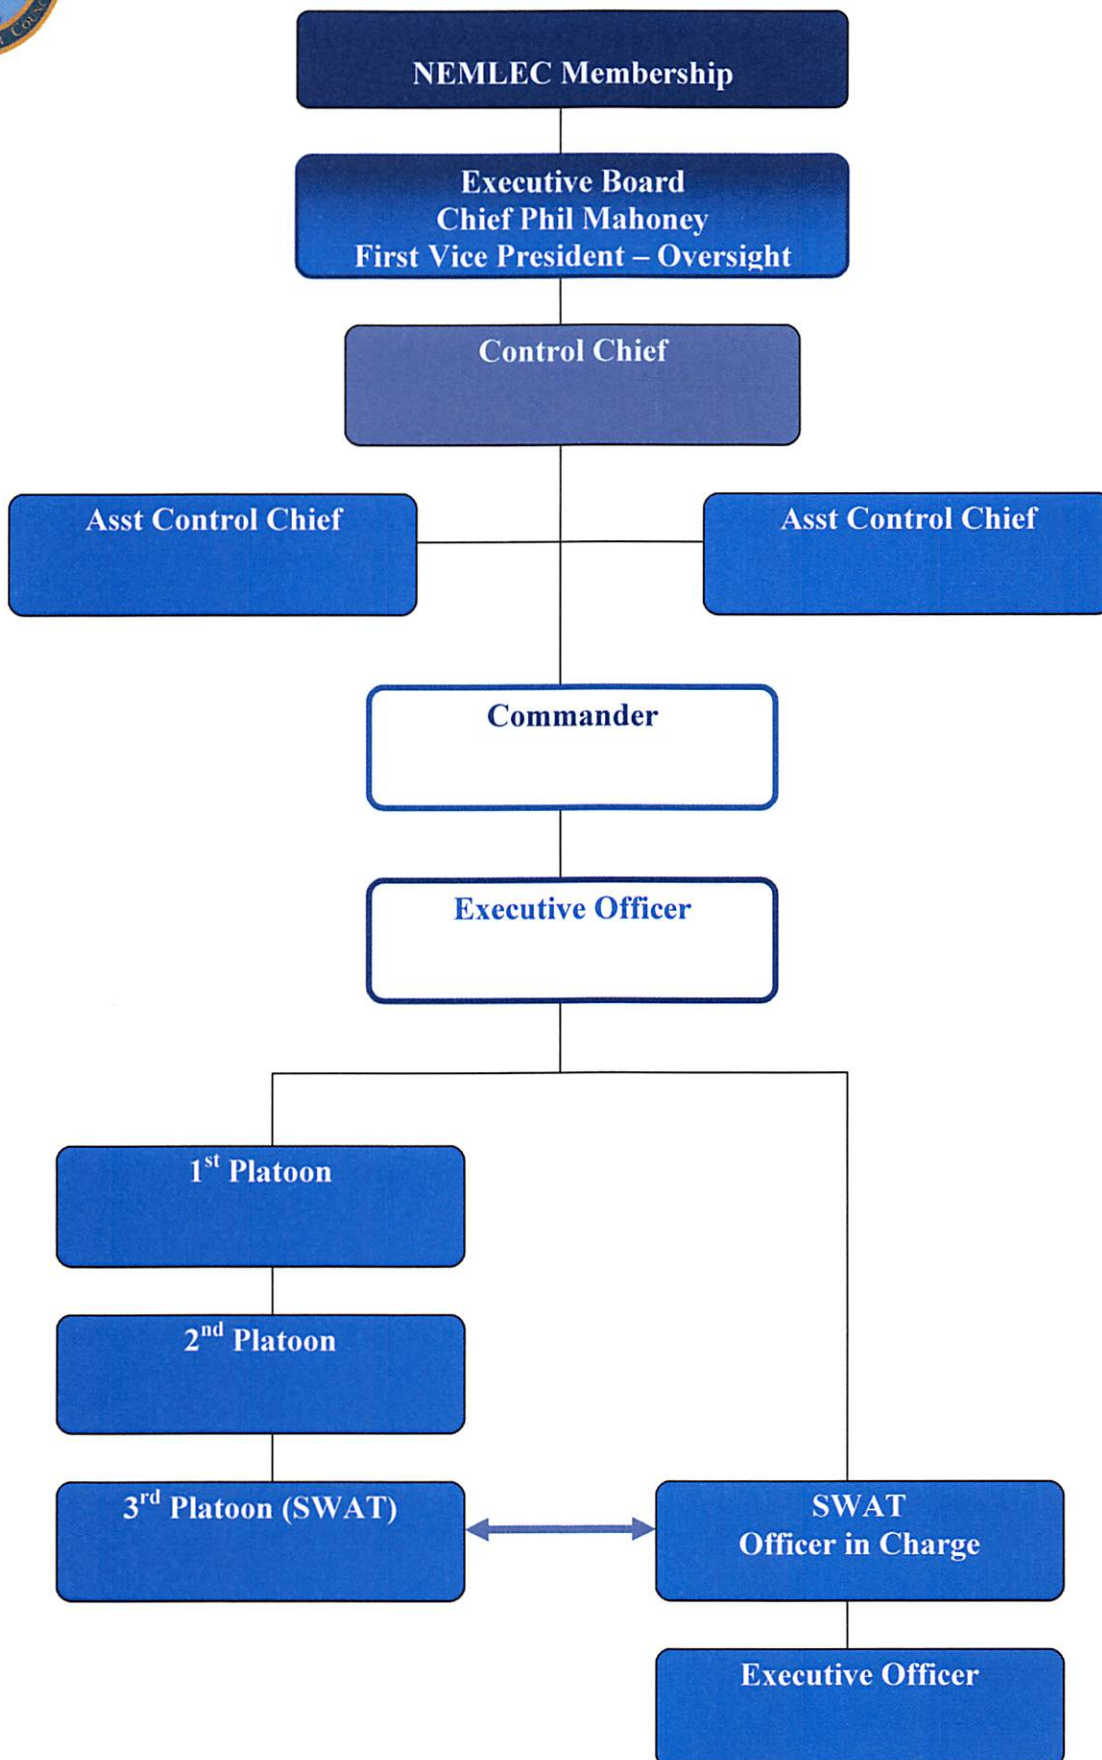 COUNC
NEMLEC Membership
Executive Board
Chief Phil Mahoney
First Vice President – Oversight
Control Chief
Asst Control Chief
Asst Control Chief
Commander
Executive Officer
1st Platoon
2nd Platoon
3rd Platoon (SWAT)
SWAT
Officer in Charge
Executive Officer